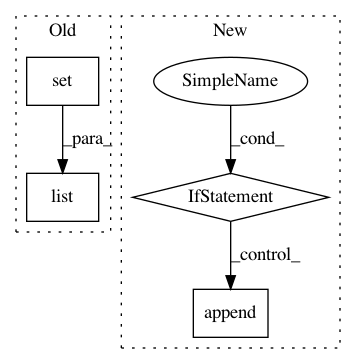 Old
New
set
SimpleName
_para_
_cond_
list
IfStatement
_control_
append